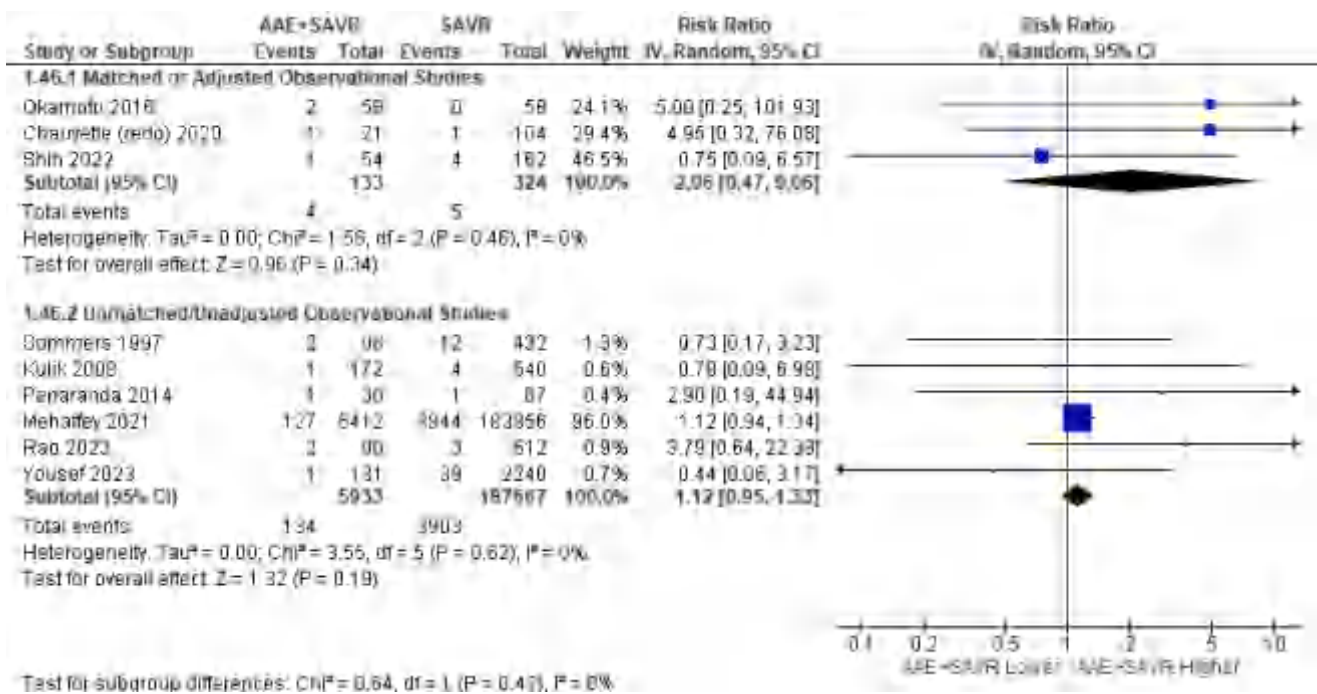 AAE+SAVR SAVR Risk Ratio Risk Ratio
Study or Subgroup Events Total Events Total Weight IV, Random, 95% CI IV, Random, 95% CI
1.46.1 Matched or Adjusted Observational Studies
Okamoto 2016 2 58 0 58 24.1% 5.00 [0.25, 101.93]
Chauvette (redo) 2020 1 21 1 104 29.4% 4.95 [0.32, 76.08]
Shih 2022 1 54 4 162 46.5% 0.75 [0.09, 6.57]
Subtotal (95% CI) 133 324 100.0% 2.06 [0.47, 9.06]
Total events 4 5
Heterogeneity: Tau² = 0.00; Chi² = 1.56, df = 2 (P = 0.46); I² = 0%
Test for overall effect: Z = 0.96 (P = 0.34)
1.46.2 Unmatched/Unadjusted Observational Studies
Sommers 1997 2 98 12 432 1.3% 0.73 [0.17, 3.23]
Kulik 2008 1 172 4 540 0.6% 0.78 [0.09, 6.98]
Penaranda 2014 1 30 1 87 0.4% 2.90 [0.19, 44.94]
Mehaffey 2021 127 5412 3844 183856 96.0% 1.12 [0.94, 1.34]
Rao 2023 2 90 3 512 0.9% 3.79 [0.64, 22.38]
Yousef 2023 1 131 39 2240 0.7% 0.44 [0.06, 3.17]
Subtotal (95% CI) 5933 187667 100.0% 1.12 [0.95, 1.33]
Total events 134 3903
Heterogeneity: Tau² = 0.00; Chi² = 3.55, df = 5 (P = 0.62); I² = 0%
Test for overall effect: Z = 1.32 (P = 0.19)
0.1 0.2 0.5 1 2 5 10
AAE+SAVR Lower AAE+SAVR Higher
Test for subgroup differences: Chi² = 0.64, df = 1 (P = 0.42), I² = 0%